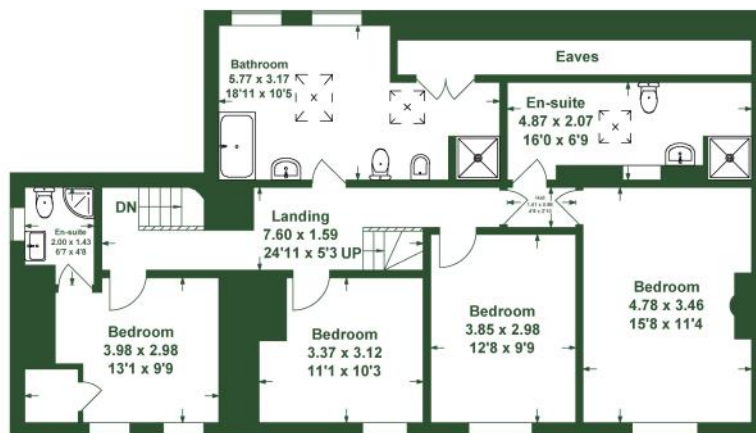 Eaves
Bathroom
5.77 x 3.17
18'11 x 10'5
En-suite
4.87 x 2.07
16'0 x 6'9
DN
Landing
7.60 x 1.59
24'11 x 5'3 UP
Hall
En-suite
2.00 x 1.43
6'7 x 4'8
Bedroom
3.98 x 2.98
13'1 x 9'9
Bedroom
3.37 x 3.12
11'1 x 10'3
Bedroom
3.85 x 2.98
12'8 x 9'9
Bedroom
4.78 x 3.46
15'8 x 11'4